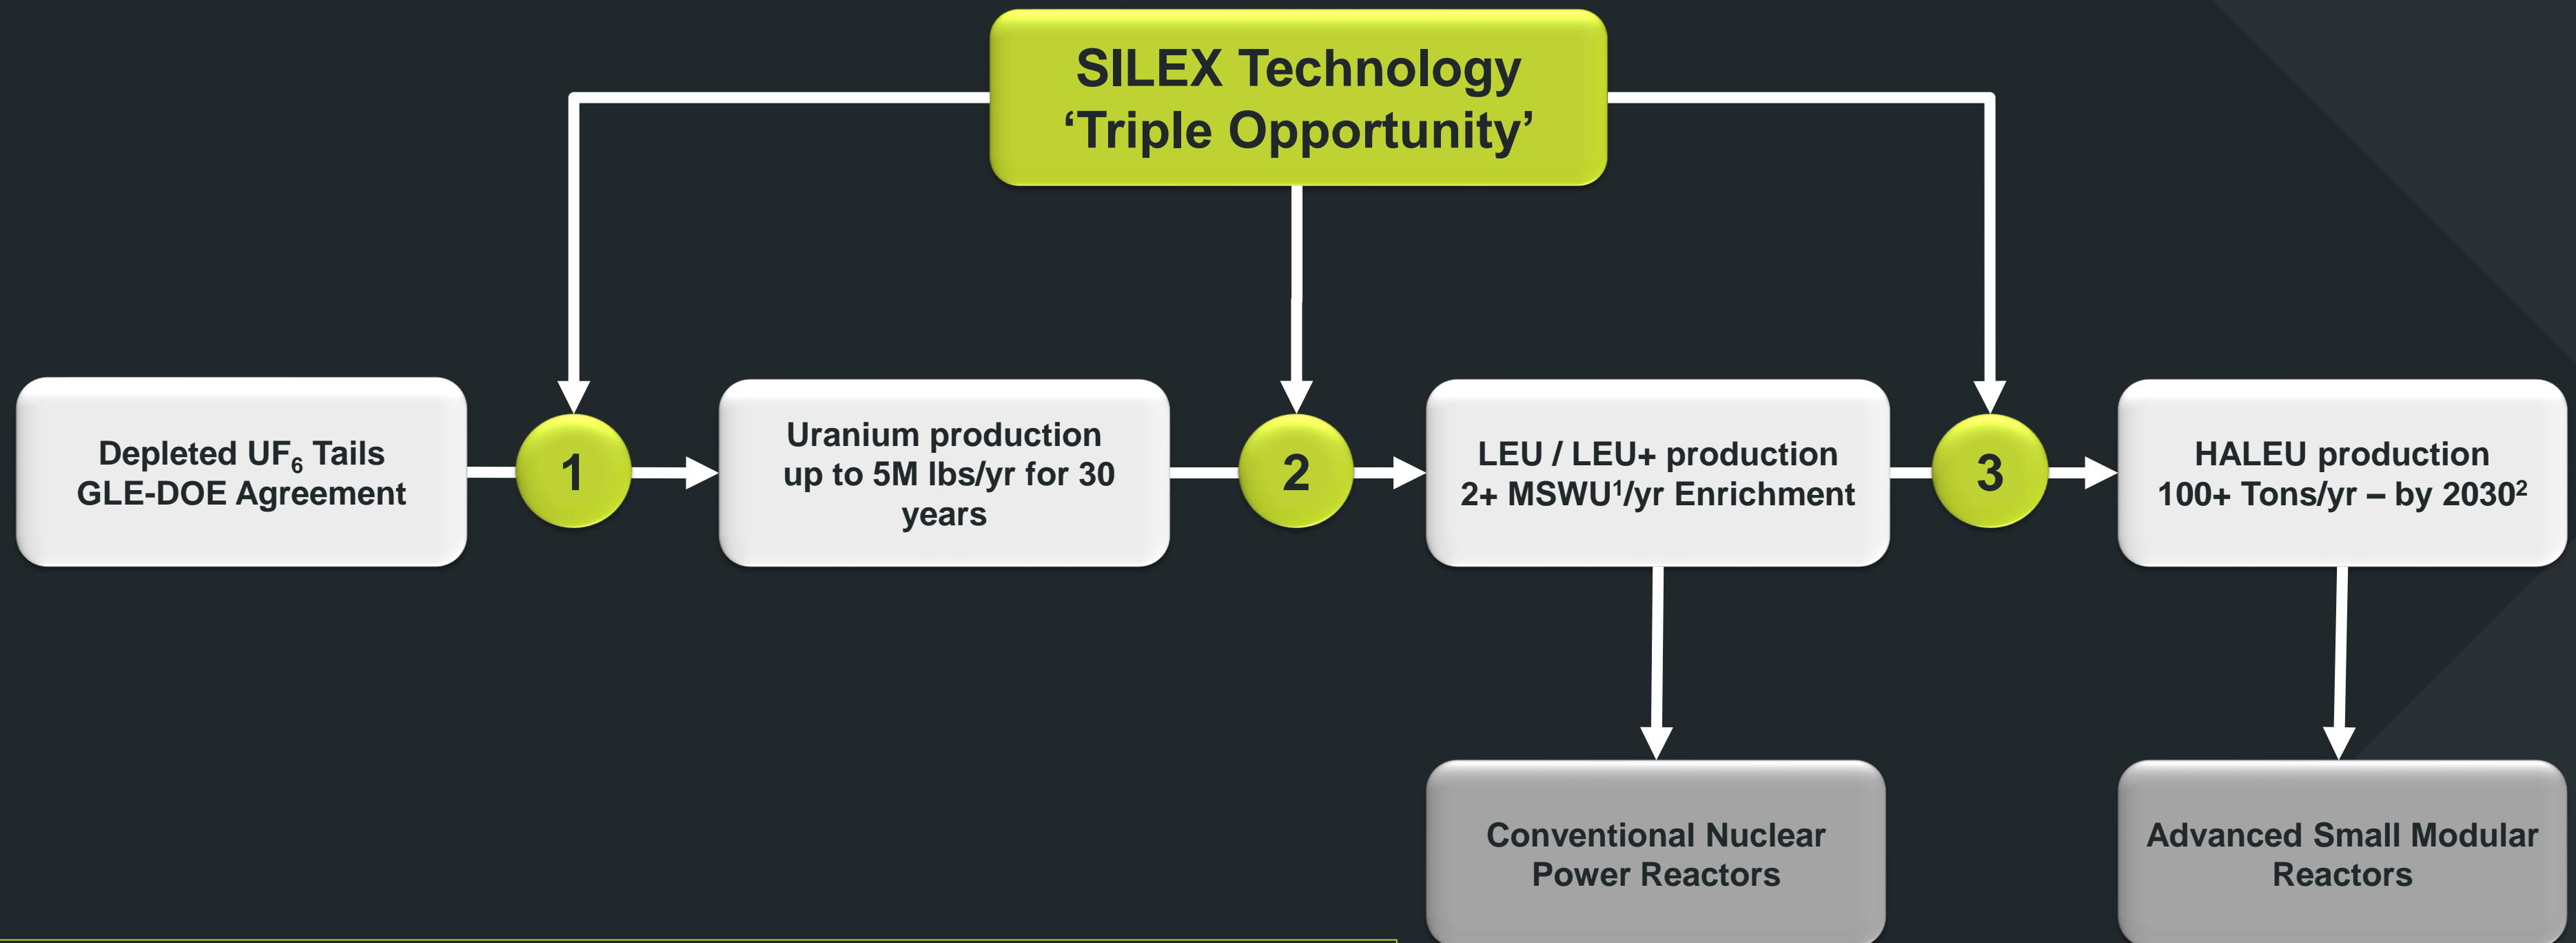 SILEX Technology
‘Triple Opportunity’
Depleted UF₆ Tails
GLE-DOE Agreement
1
Uranium production
up to 5M lbs/yr for 30
years
2
LEU / LEU+ production
2+ MSWU¹/yr Enrichment
3
HALEU production
100+ Tons/yr – by 2030²
Conventional Nuclear
Power Reactors
Advanced Small Modular
Reactors